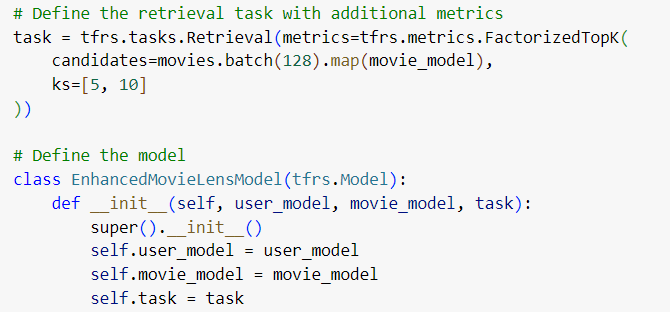 # Define the retrieval task with additional metrics
task = tfrs.tasks.Retrieval(metrics=tfrs.metrics.FactorizedTopK(
    candidates=movies.batch(128).map(movie_model),
    ks=[5, 10]
))

# Define the model
class EnhancedMovieLensModel(tfrs.Model):
    def __init__(self, user_model, movie_model, task):
        super().__init__()
        self.user_model = user_model
        self.movie_model = movie_model
        self.task = task